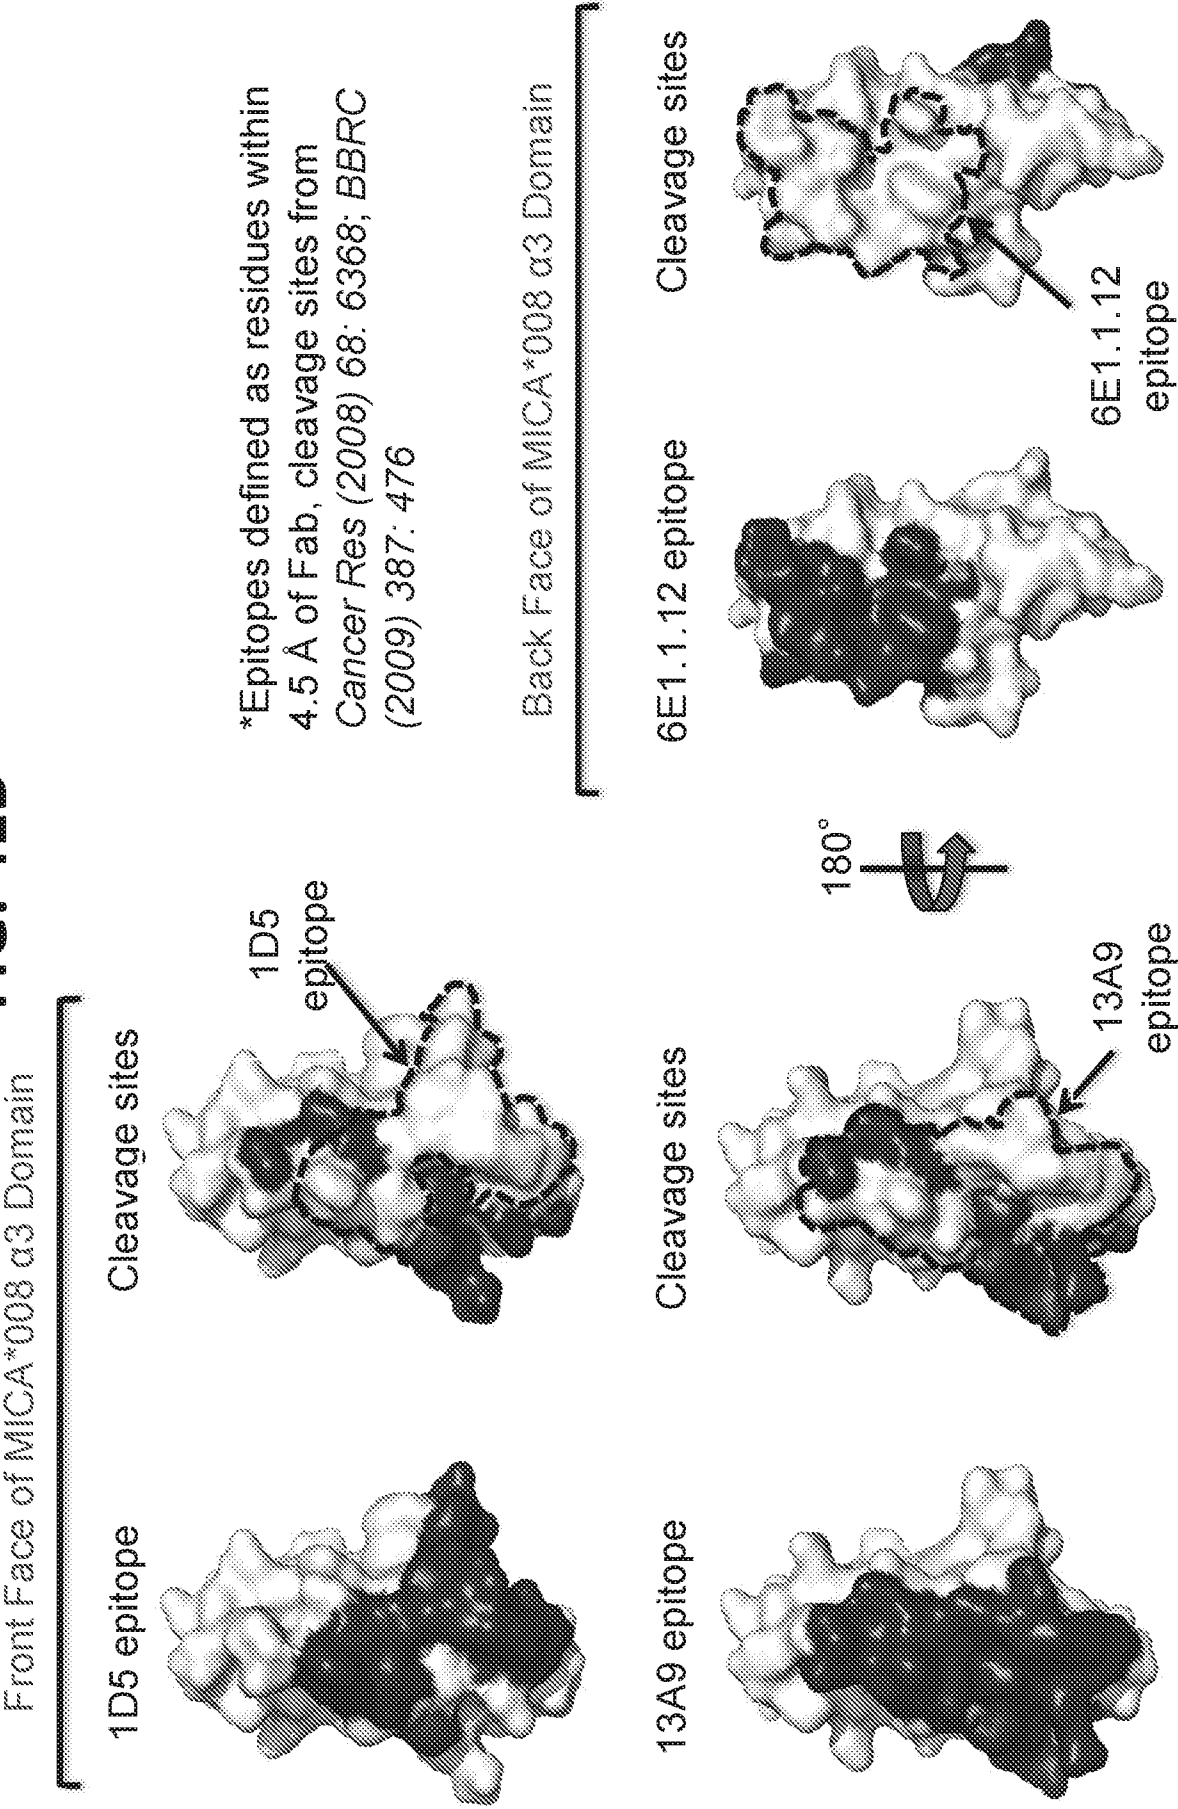 Front Face of MICA*008 α3 Domain
1D5 epitope
Cleavage sites
1D5
epitope
13A9 epitope
Cleavage sites
13A9
epitope
180°
*Epitopes defined as residues within
4.5 Å of Fab, cleavage sites from
Cancer Res (2008) 68: 6368; BBRC
(2009) 387: 476
Back Face of MICA*008 α3 Domain
6E1.1.12 epitope
Cleavage sites
6E1.1.12
epitope